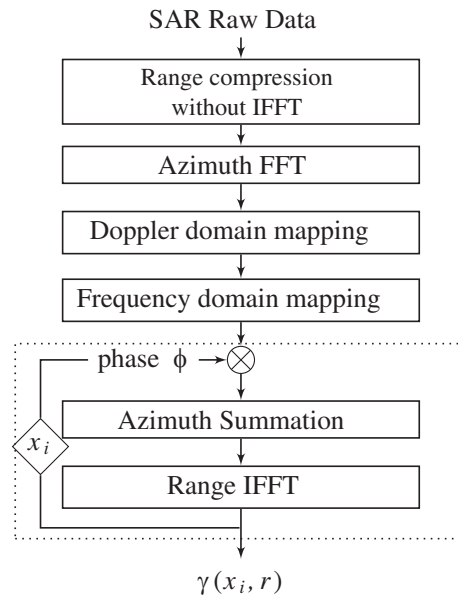 SAR Raw Data
Range compression
without IFFT
Azimuth FFT
Doppler domain mapping
Frequency domain mapping
phase ϕ
Azimuth Summation
x_i
Range IFFT
γ(x_i, r)